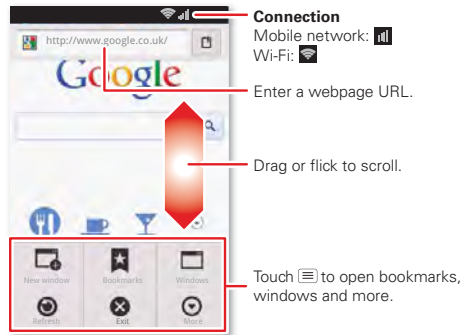 Connection
Mobile network:
Wi-Fi:
http://www.google.co.uk/
Enter a webpage URL.
Google
Drag or flick to scroll.
New window Bookmarks Windows
Refresh Exit More
Touch to open bookmarks,
windows and more.